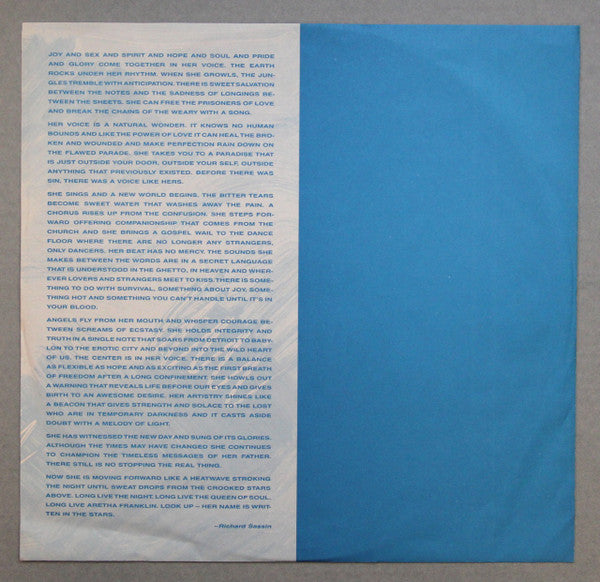 JOY AND SEX AND SPIRIT AND HOPE AND SOUL AND PRIDE
AND GLORY COME TOGETHER IN HER VOICE. THE EARTH
ROCKS UNDER HER RHYTHM. WHEN SHE GROWLS, THE JUN-
GLES TREMBLE WITH ANTICIPATION. THERE IS SWEET SALVATION
BETWEEN THE NOTES AND THE SADNESS OF LONGINGS BE-
TWEEN THE SHEETS. SHE CAN FREE THE PRISONERS OF LOVE
AND BREAK THE CHAINS OF THE WEARY WITH A SONG.
HER VOICE IS A NATURAL WONDER. IT KNOWS NO HUMAN
BOUNDS AND LIKE THE POWER OF LOVE IT CAN HEAL THE BRO-
KEN AND WOUNDED AND MAKE PERFECTION RAIN DOWN ON
THE FLAWED PARADE. SHE TAKES YOU TO A PARADISE THAT
IS JUST OUTSIDE YOUR DOOR, OUTSIDE YOUR SELF, OUTSIDE
ANYTHING THAT PREVIOUSLY EXISTED. BEFORE THERE WAS
SIN, THERE WAS A VOICE LIKE HERS.
SHE SINGS AND A NEW WORLD BEGINS. THE BITTER TEARS
BECOME SWEET WATER THAT WASHES AWAY THE PAIN. A
CHORUS RISES UP FROM THE CONFUSION. SHE STEPS FOR-
WARD OFFERING COMPANIONSHIP THAT COMES FROM THE
CHURCH AND SHE BRINGS A GOSPEL WAIL TO THE DANCE
FLOOR WHERE THERE ARE NO LONGER ANY STRANGERS,
ONLY DANCERS. HER BEAT HAS NO MERCY. THE SOUNDS SHE
MAKES BETWEEN THE WORDS ARE IN A SECRET LANGUAGE
THAT IS UNDERSTOOD IN THE GHETTO, IN HEAVEN AND WHER-
EVER LOVERS AND STRANGERS MEET TO KISS. THERE IS SOME-
THING TO DO WITH SURVIVAL, SOMETHING ABOUT JOY, SOME-
THING HOT AND SOMETHING YOU CAN'T HANDLE UNTIL IT'S IN
YOUR BLOOD.
ANGELS FLY FROM HER MOUTH AND WHISPER COURAGE BE-
TWEEN SCREAMS OF ECSTASY. SHE HOLDS INTEGRITY AND
TRUTH IN A SINGLE NOTE THAT SOARS FROM DETROIT TO BABY-
LON TO THE EROTIC CITY AND BEYOND INTO THE WILD HEART
OF US. THE CENTER IS IN HER VOICE. THERE IS A BALANCE
AS FLEXIBLE AS HOPE AND AS EXCITING AS THE FIRST BREATH
OF FREEDOM AFTER A LONG CONFINEMENT. SHE HOWLS OUT
A WARNING THAT REVEALS LIFE BEFORE OUR EYES AND GIVES
BIRTH TO AN AWESOME DESIRE. HER ARTISTRY SHINES LIKE
A BEACON THAT GIVES STRENGTH AND SOLACE TO THE LOST
WHO ARE IN TEMPORARY DARKNESS AND IT CASTS ASIDE
DOUBT WITH A MELODY OF LIGHT.
SHE HAS WITNESSED THE NEW DAY AND SUNG OF ITS GLORIES.
ALTHOUGH THE TIMES MAY HAVE CHANGED SHE CONTINUES
TO CHAMPION THE TIMELESS MESSAGES OF HER FATHER.
THERE STILL IS NO STOPPING THE REAL THING.
NOW SHE IS MOVING FORWARD LIKE A HEATWAVE STROKING
THE NIGHT UNTIL SWEAT DROPS FROM THE CROOKED STARS
ABOVE. LONG LIVE THE NIGHT. LONG LIVE THE QUEEN OF SOUL.
LONG LIVE ARETHA FRANKLIN. LOOK UP – HER NAME IS WRIT-
TEN IN THE STARS.
–Richard Sassin